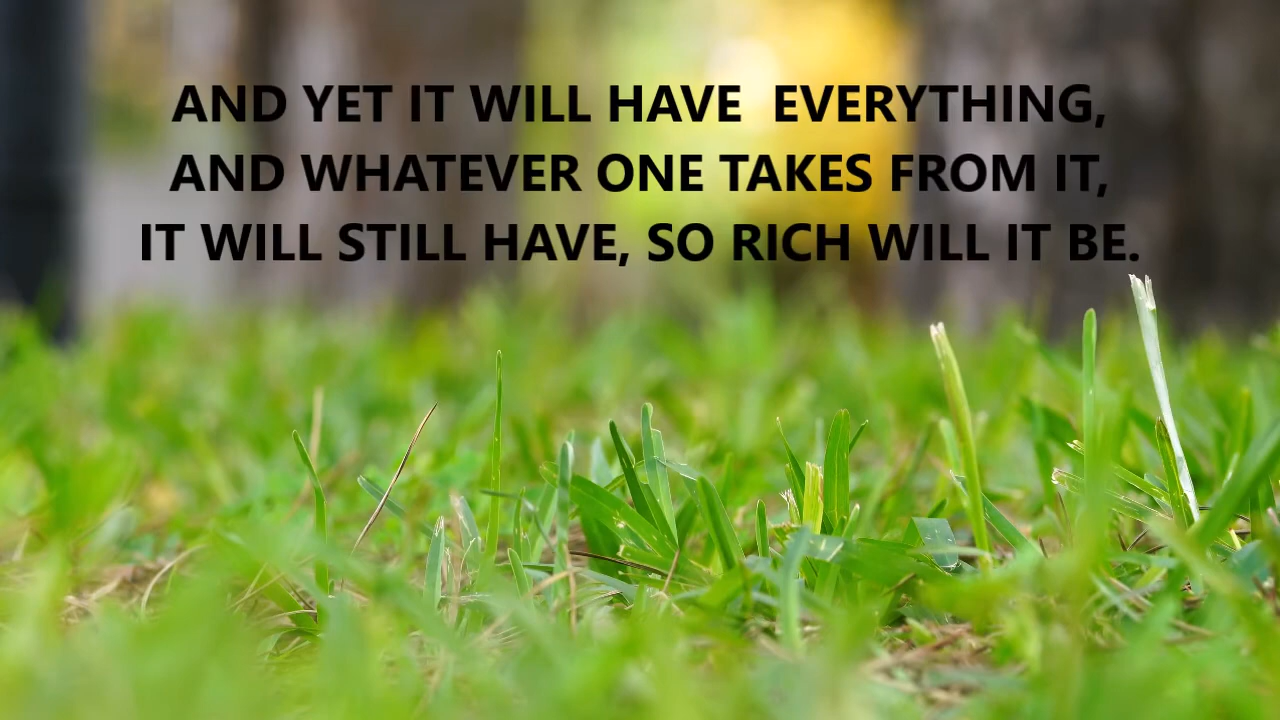 AND YET IT WILL HAVE  EVERYTHING,
AND WHATEVER ONE TAKES FROM IT,
IT WILL STILL HAVE, SO RICH WILL IT BE.